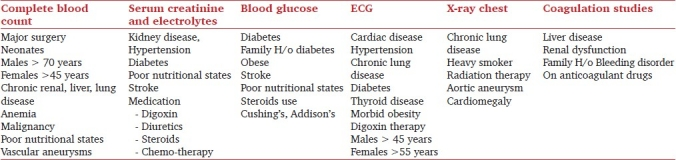 Complete blood count
Major surgery
Neonates
Males > 70 years
Females >45 years
Chronic renal, liver, lung
disease
Anemia
Malignancy
Poor nutritional states
Vascular aneurysms
Serum creatinine
and electrolytes
Kidney disease,
Hypertension
Diabetes
Poor nutritional states
Stroke
Medication
- Digoxin
- Diuretics
- Steroids
- Chemo-therapy
Blood glucose
Diabetes
Family H/o diabetes
Obese
Stroke
Poor nutritional states
Steroids use
Cushing's, Addison's
ECG
Cardiac disease
Hypertension
Chronic lung
disease
Diabetes
Thyroid disease
Morbid obesity
Digoxin therapy
Males > 45 years
Females >55 years
X-ray chest
Chronic lung
disease
Heavy smoker
Radiation therapy
Aortic aneurysm
Cardiomegaly
Coagulation studies
Liver disease
Renal dysfunction
Family H/o Bleeding disorder
On anticoagulant drugs